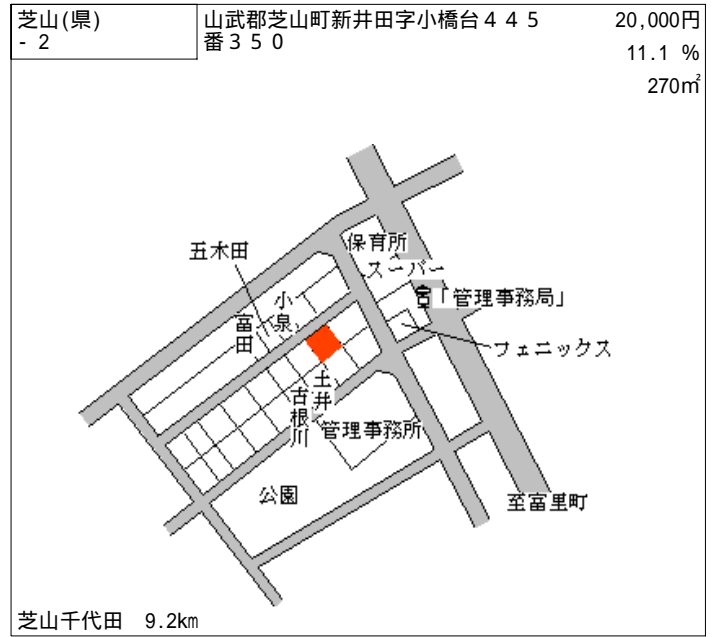 芝山(県)
- 2
山武郡芝山町新井田字小橋台４４５
番３５０
20,000円
11.1 %
270㎡
保育所
五木田
スーパー
小泉
「管理事務局」
富田
フェニックス
土井
古根川
管理事務所
公園
至富里町
芝山千代田 9.2km